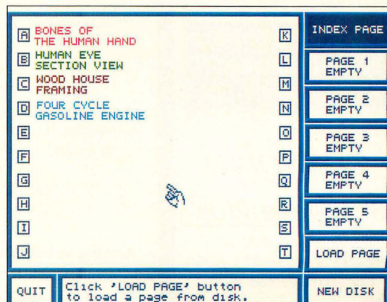 A BONES OF
THE HUMAN HAND
B HUMAN EYE
SECTION VIEW
C WOOD HOUSE
FRAMING
D FOUR CYCLE
GASOLINE ENGINE
E
F
G
H
I
J
K
L
M
N
O
P
Q
R
S
T
INDEX PAGE
PAGE 1
EMPTY
PAGE 2
EMPTY
PAGE 3
EMPTY
PAGE 4
EMPTY
PAGE 5
EMPTY
LOAD PAGE
NEW DISK
QUIT
Click 'LOAD PAGE' button
to load a page from disk.